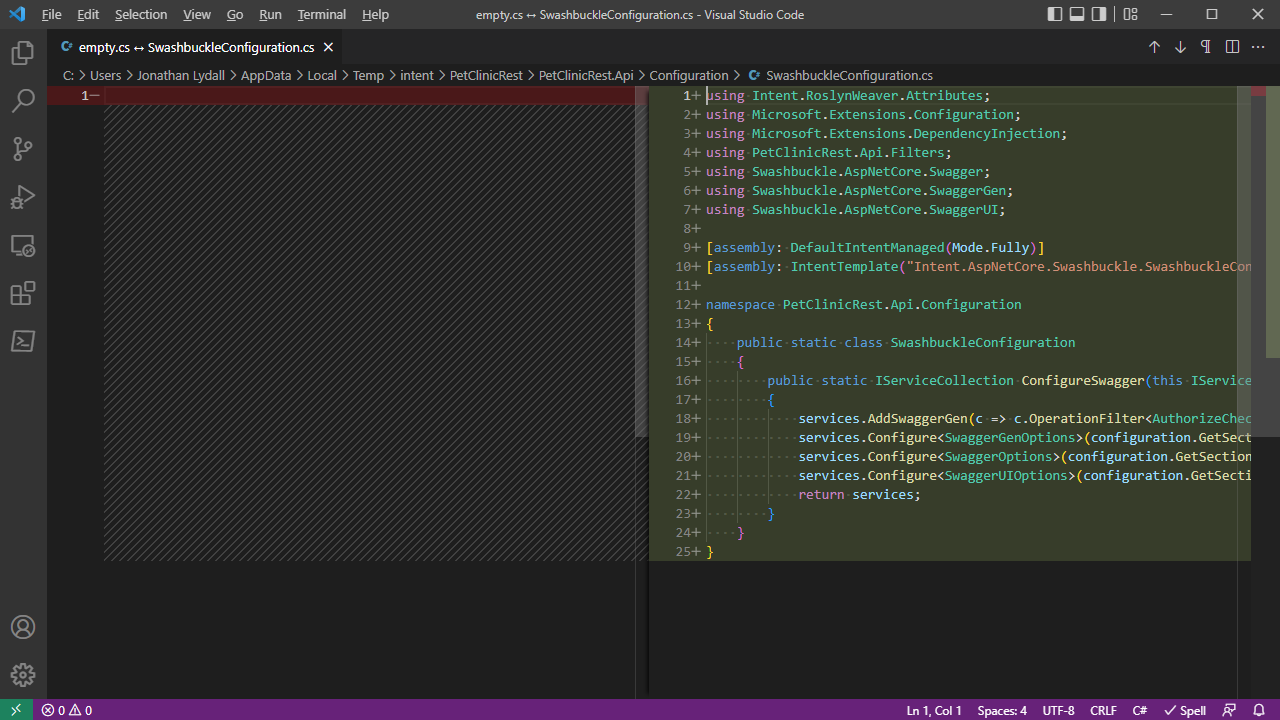 File Edit Selection View Go Run Terminal Help empty.cs ↔ SwashbuckleConfiguration.cs - Visual Studio Code
C# empty.cs ↔ SwashbuckleConfiguration.cs
C: > Users > Jonathan Lydall > AppData > Local > Temp > intent > PetClinicRest > PetClinicRest.Api > Configuration > C# SwashbuckleConfiguration.cs
1−
1+ using Intent.RoslynWeaver.Attributes;
2+ using Microsoft.Extensions.Configuration;
3+ using Microsoft.Extensions.DependencyInjection;
4+ using PetClinicRest.Api.Filters;
5+ using Swashbuckle.AspNetCore.Swagger;
6+ using Swashbuckle.AspNetCore.SwaggerGen;
7+ using Swashbuckle.AspNetCore.SwaggerUI;
8+
9+ [assembly: DefaultIntentManaged(Mode.Fully)]
10+ [assembly: IntentTemplate("Intent.AspNetCore.Swashbuckle.SwashbuckleCon
11+
12+ namespace PetClinicRest.Api.Configuration
13+ {
14+ public static class SwashbuckleConfiguration
15+ {
16+ public static IServiceCollection ConfigureSwagger(this IService
17+ {
18+ services.AddSwaggerGen(c => c.OperationFilter<AuthorizeChec
19+ services.Configure<SwaggerGenOptions>(configuration.GetSect
20+ services.Configure<SwaggerOptions>(configuration.GetSection
21+ services.Configure<SwaggerUIOptions>(configuration.GetSecti
22+ return services;
23+ }
24+ }
25+ }
0 0 Ln 1, Col 1 Spaces: 4 UTF-8 CRLF C# Spell